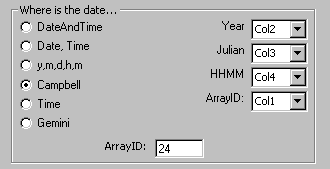 Where is the date...
DateAndTime
Date, Time
y,m,d,h,m
Campbell
Time
Gemini
Year Col2
Julian Col3
HHMM Col4
ArrayID: Col1
ArrayID: 24